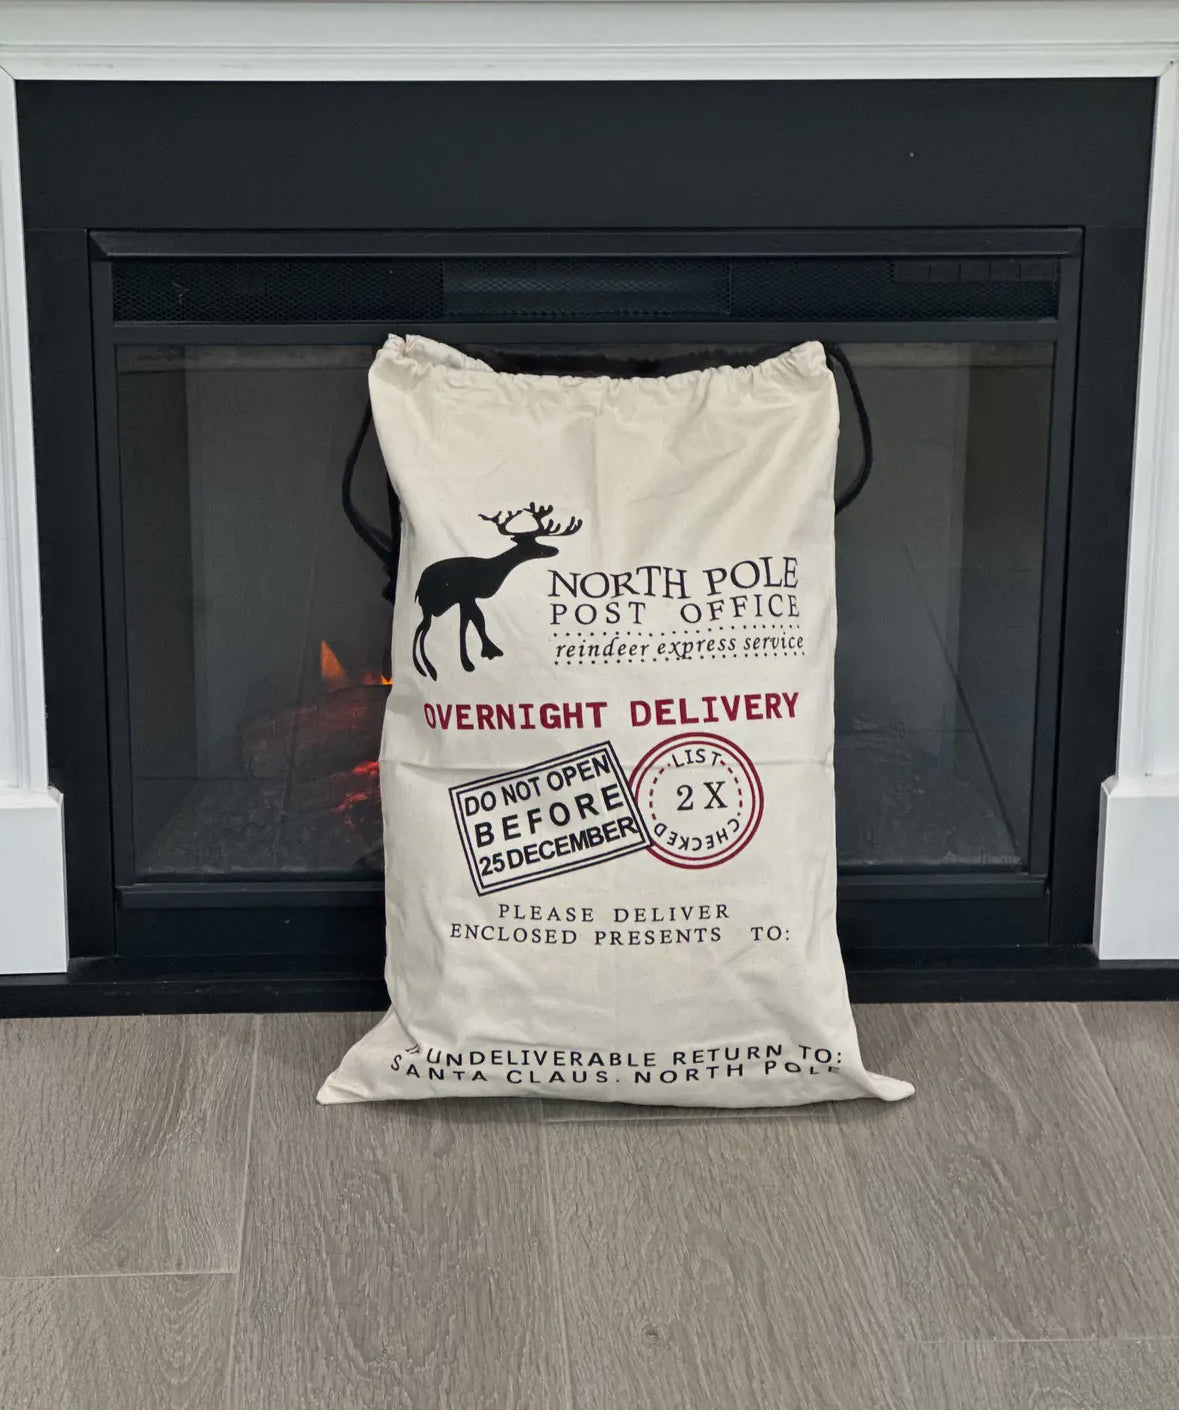 NORTH POLE
POST OFFICE
reindeer express service
OVERNIGHT DELIVERY
DO NOT OPEN
BEFORE
25 DECEMBER
LIST
2 X
CHECKED
PLEASE DELIVER
ENCLOSED PRESENTS TO:
UNDELIVERABLE RETURN TO:
SANTA CLAUS. NORTH POLE